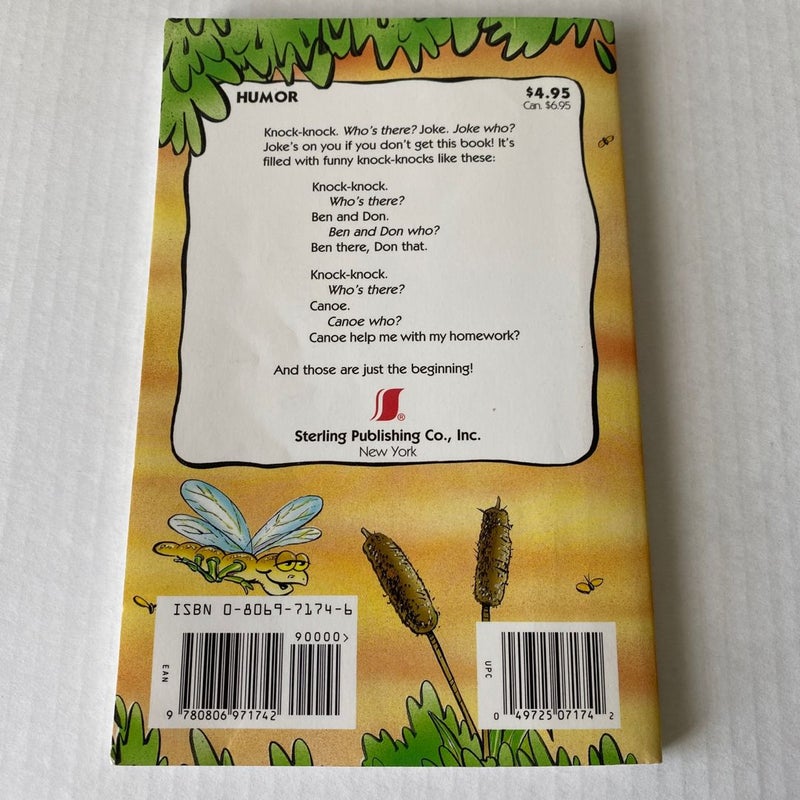 HUMOR
$4.95
Can. $6.95
Knock-knock. Who's there? Joke. Joke who?
Joke's on you if you don't get this book! It's
filled with funny knock-knocks like these:
Knock-knock.
Who's there?
Ben and Don.
Ben and Don who?
Ben there, Don that.
Knock-knock.
Who's there?
Canoe.
Canoe who?
Canoe help me with my homework?
And those are just the beginning!
®
Sterling Publishing Co., Inc.
New York
ISBN 0-8069-7174-6
90000>
EAN
9 780806 971742
UPC
0 49725 07174 2